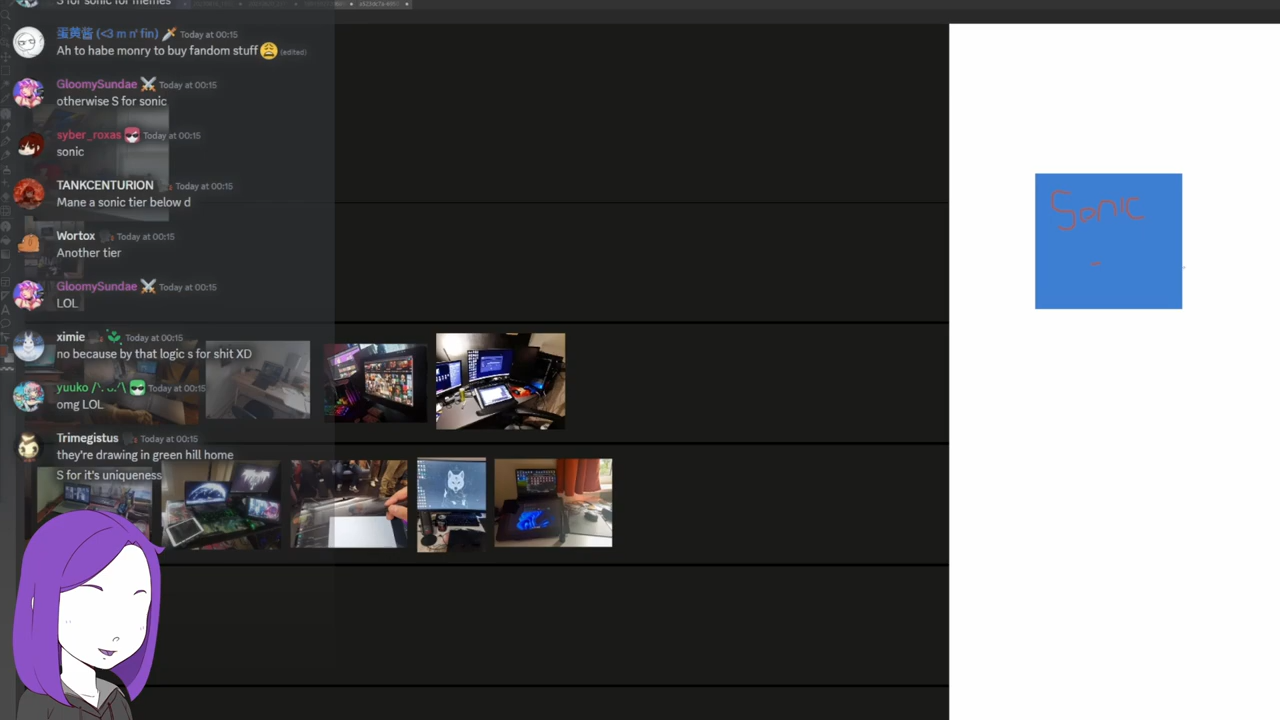 S for sonic for memes
蛋黄酱 (<3 m n' fin) Today at 00:15
Ah to habe monry to buy fandom stuff (edited)
GloomySundae Today at 00:15
otherwise S for sonic
syber_roxas Today at 00:15
sonic
TANKCENTURION Today at 00:15
Mane a sonic tier below d
Wortox Today at 00:15
Another tier
GloomySundae Today at 00:15
LOL
ximie Today at 00:15
no because by that logic s for shit XD
yuuko /ᐠ. ᴗ.ᐟ\ Today at 00:15
omg LOL
Trimegistus Today at 00:15
they're drawing in green hill home
S for it's uniqueness
Sonic